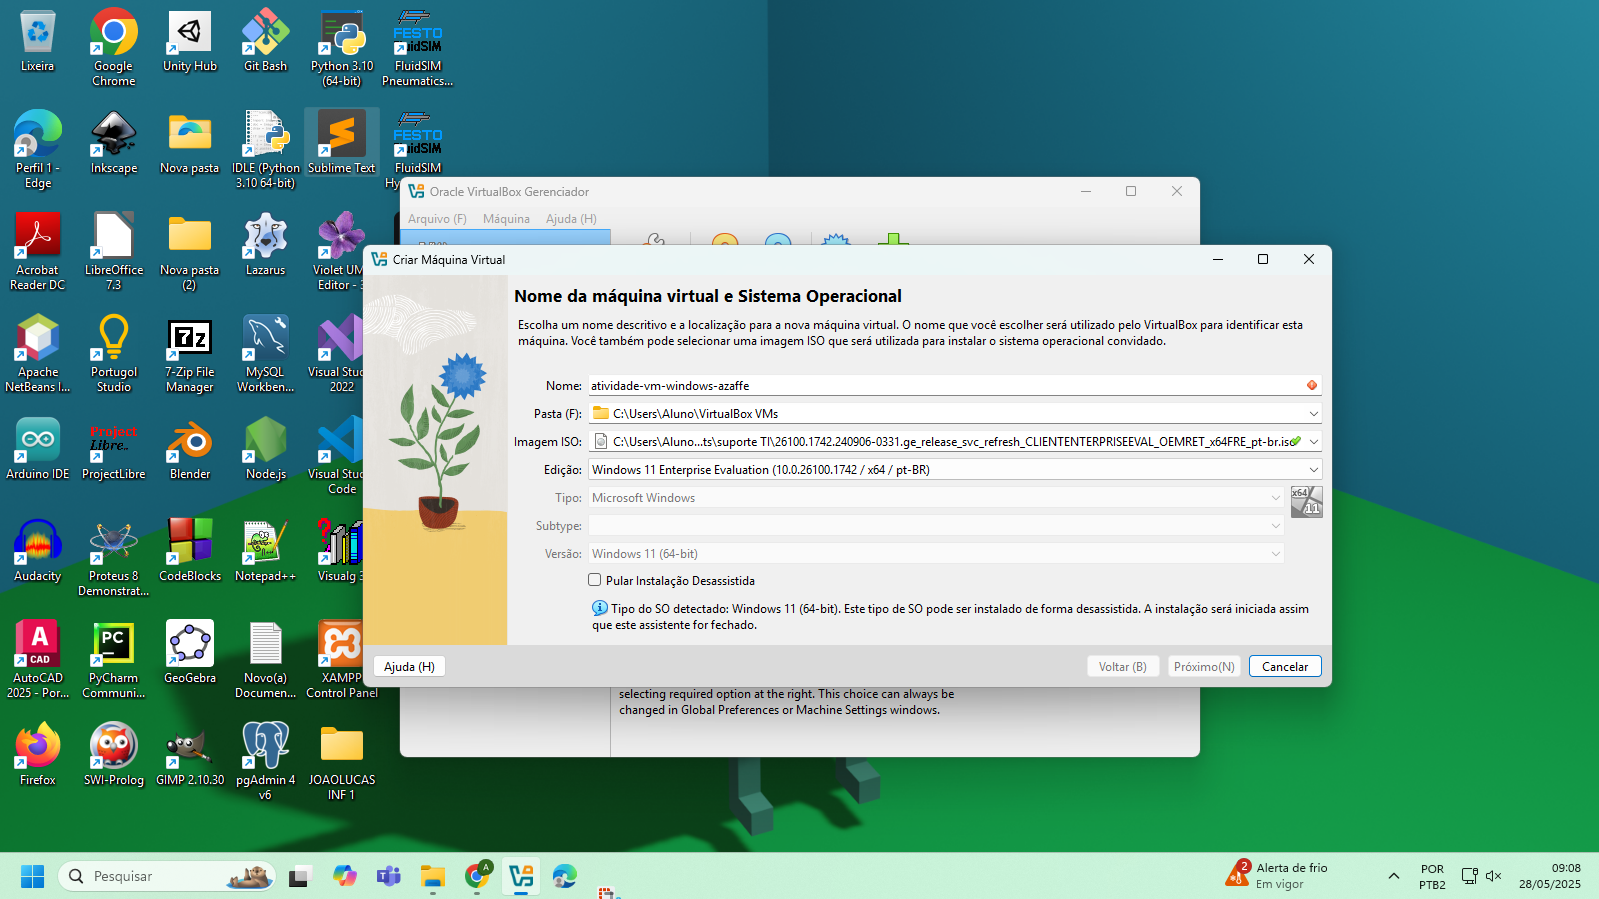 Lixeira
Google
Chrome
Unity Hub
Git Bash
Python 3.10
(64-bit)
FESTO
FluidSIM
Pneumatics...
Perfil 1 -
Edge
Inkscape
Nova pasta
IDLE (Python
3.10 64-bit)
Sublime Text
FESTO
FluidSIM
Oracle VirtualBox Gerenciador
Arquivo (F)
Máquina
Ajuda (H)
Acrobat
Reader DC
LibreOffice
7.3
Nova pasta
(2)
Lazarus
Violet UM
Editor -
Criar Máquina Virtual
Nome da máquina virtual e Sistema Operacional
Escolha um nome descritivo e a localização para a nova máquina virtual. O nome que você escolher será utilizado pelo VirtualBox para identificar esta
máquina. Você também pode selecionar uma imagem ISO que será utilizada para instalar o sistema operacional convidado.
Nome: atividade-vm-windows-azaffe
Pasta (F): C:\Users\Aluno\VirtualBox VMs
Imagem ISO: C:\Users\Aluno...ts\suporte TI\26100.1742.240906-0331.ge_release_svc_refresh_CLIENTENTERPRISEEVAL_OEMRET_x64FRE_pt-br.iso
Edição: Windows 11 Enterprise Evaluation (10.0.26100.1742 / x64 / pt-BR)
Tipo: Microsoft Windows
x64
11
Subtype:
Versão: Windows 11 (64-bit)
Pular Instalação Desassistida
Tipo do SO detectado: Windows 11 (64-bit). Este tipo de SO pode ser instalado de forma desassistida. A instalação será iniciada assim
que este assistente for fechado.
Ajuda (H)
Voltar (B)
Próximo(N)
Cancelar
selecting required option at the right. This choice can always be
changed in Global Preferences or Machine Settings windows.
Apache
NetBeans I...
Portugol
Studio
7z
7-Zip File
Manager
MySQL
Workben...
Visual Stud
2022
Arduino IDE
Project
Libre..
ProjectLibre
Blender
Node.js
Visual Stud
Code
Audacity
Proteus 8
Demonstrat...
CodeBlocks
Notepad++
Visualg 3
A
CAD
AutoCAD
2025 - Por...
PC
PyCharm
Communi...
GeoGebra
Novo(a)
Documen...
XAMPP
Control Panel
Firefox
SWI-Prolog
GIMP 2.10.30
pgAdmin 4
v6
JOAOLUCAS
INF 1
Pesquisar
A
2
Alerta de frio
Em vigor
POR
PTB2
09:08
28/05/2025